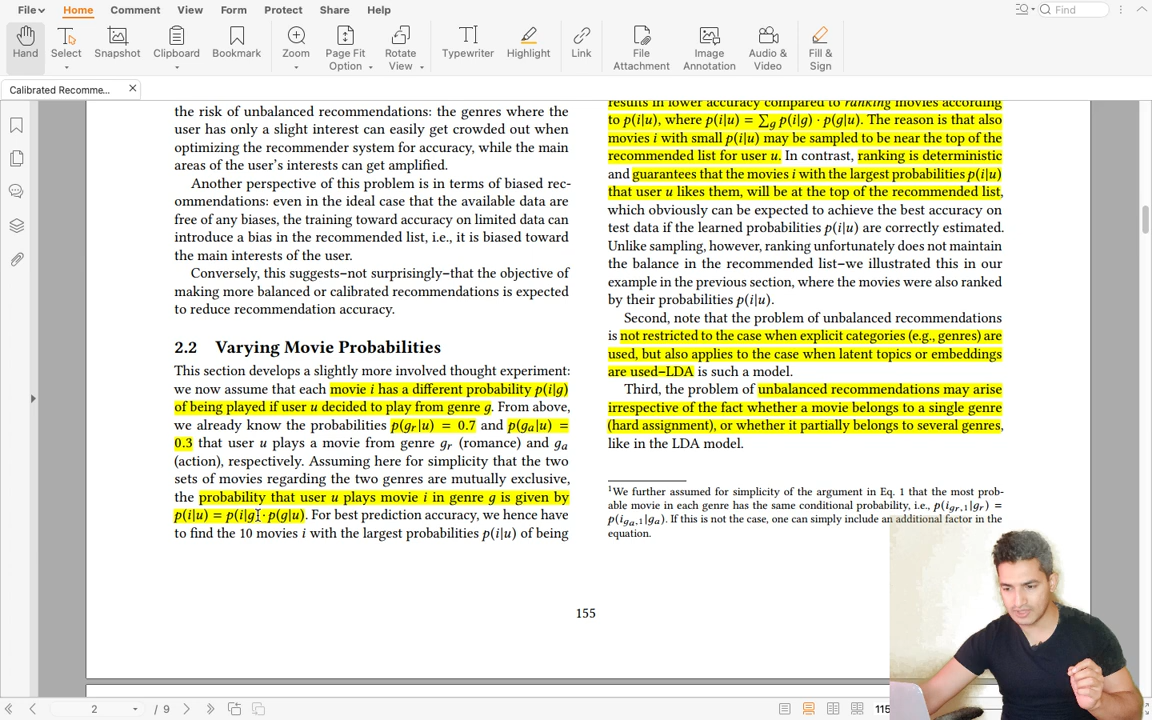 File Home Comment View Form Protect Share Help Find
Hand Select Snapshot Clipboard Bookmark Zoom Page Fit Option Rotate View Typewriter Highlight Link File Attachment Image Annotation Audio & Video Fill & Sign
Calibrated Recomme...
the risk of unbalanced recommendations: the genres where the
user has only a slight interest can easily get crowded out when
optimizing the recommender system for accuracy, while the main
areas of the user's interests can get amplified.
Another perspective of this problem is in terms of biased rec-
ommendations: even in the ideal case that the available data are
free of any biases, the training toward accuracy on limited data can
introduce a bias in the recommended list, i.e., it is biased toward
the main interests of the user.
Conversely, this suggests–not surprisingly–that the objective of
making more balanced or calibrated recommendations is expected
to reduce recommendation accuracy.
2.2 Varying Movie Probabilities
This section develops a slightly more involved thought experiment:
we now assume that each movie i has a different probability p(i|g)
of being played if user u decided to play from genre g. From above,
we already know the probabilities p(gr|u) = 0.7 and p(ga|u) =
0.3 that user u plays a movie from genre gr (romance) and ga
(action), respectively. Assuming here for simplicity that the two
sets of movies regarding the two genres are mutually exclusive,
the probability that user u plays movie i in genre g is given by
p(i|u) = p(i|g) · p(g|u). For best prediction accuracy, we hence have
to find the 10 movies i with the largest probabilities p(i|u) of being
results in lower accuracy compared to ranking movies according
to p(i|u), where p(i|u) = ∑g p(i|g) · p(g|u). The reason is that also
movies i with small p(i|u) may be sampled to be near the top of the
recommended list for user u. In contrast, ranking is deterministic
and guarantees that the movies i with the largest probabilities p(i|u)
that user u likes them, will be at the top of the recommended list,
which obviously can be expected to achieve the best accuracy on
test data if the learned probabilities p(i|u) are correctly estimated.
Unlike sampling, however, ranking unfortunately does not maintain
the balance in the recommended list–we illustrated this in our
example in the previous section, where the movies were also ranked
by their probabilities p(i|u).
Second, note that the problem of unbalanced recommendations
is not restricted to the case when explicit categories (e.g., genres) are
used, but also applies to the case when latent topics or embeddings
are used–LDA is such a model.
Third, the problem of unbalanced recommendations may arise
irrespective of the fact whether a movie belongs to a single genre
(hard assignment), or whether it partially belongs to several genres,
like in the LDA model.
1We further assumed for simplicity of the argument in Eq. 1 that the most prob-
able movie in each genre has the same conditional probability, i.e., p(igr,1|gr) =
p(iga,1|ga). If this is not the case, one can simply include an additional factor in the
equation.
155
2 / 9 115